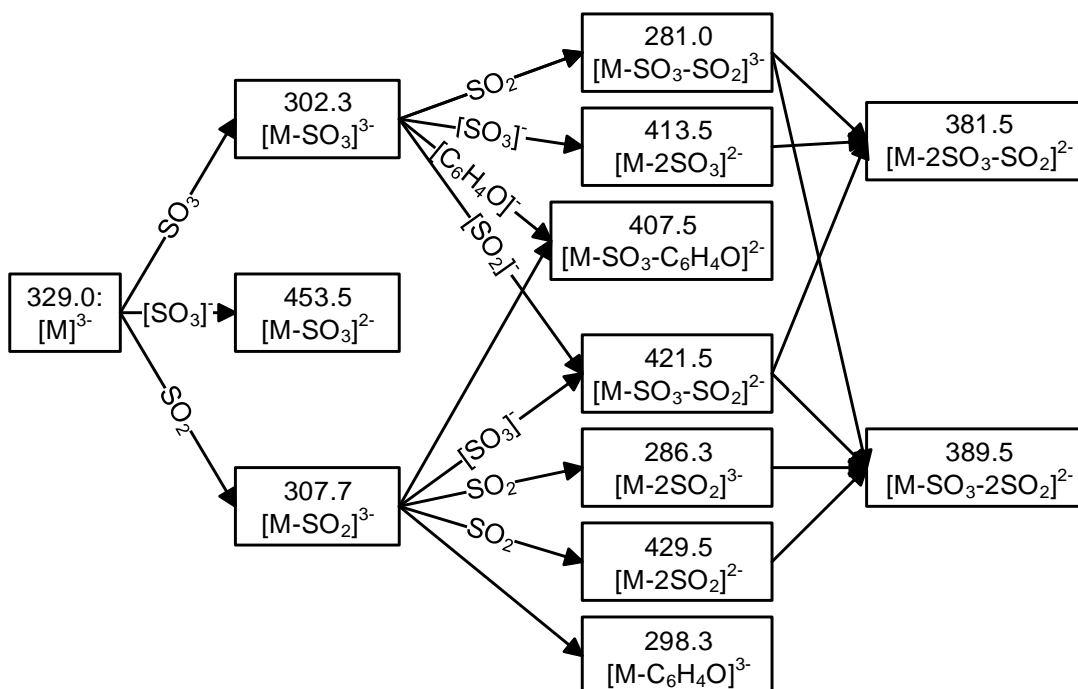 329.0:
[M]³⁻
SO₃
[SO₃]⁻
SO₂
302.3
[M-SO₃]³⁻
453.5
[M-SO₃]²⁻
307.7
[M-SO₂]³⁻
SO₂
[SO₃]⁻
[C₆H₄O]⁻
[SO₂]⁻
[SO₃]⁻
SO₂
SO₂
281.0
[M-SO₃-SO₂]³⁻
413.5
[M-2SO₃]²⁻
407.5
[M-SO₃-C₆H₄O]²⁻
421.5
[M-SO₃-SO₂]²⁻
286.3
[M-2SO₂]³⁻
429.5
[M-2SO₂]²⁻
298.3
[M-C₆H₄O]³⁻
381.5
[M-2SO₃-SO₂]²⁻
389.5
[M-SO₃-2SO₂]²⁻